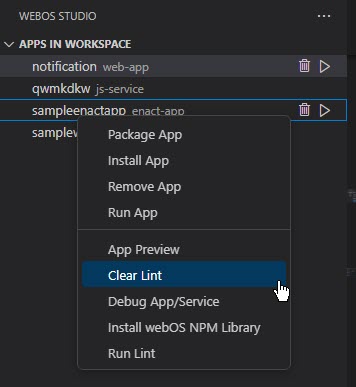 WEBOS STUDIO
APPS IN WORKSPACE
notification web-app
qwmkdkw js-service
sampleenactapp enact-app
samplew
Package App
Install App
Remove App
Run App
App Preview
Clear Lint
Debug App/Service
Install webOS NPM Library
Run Lint